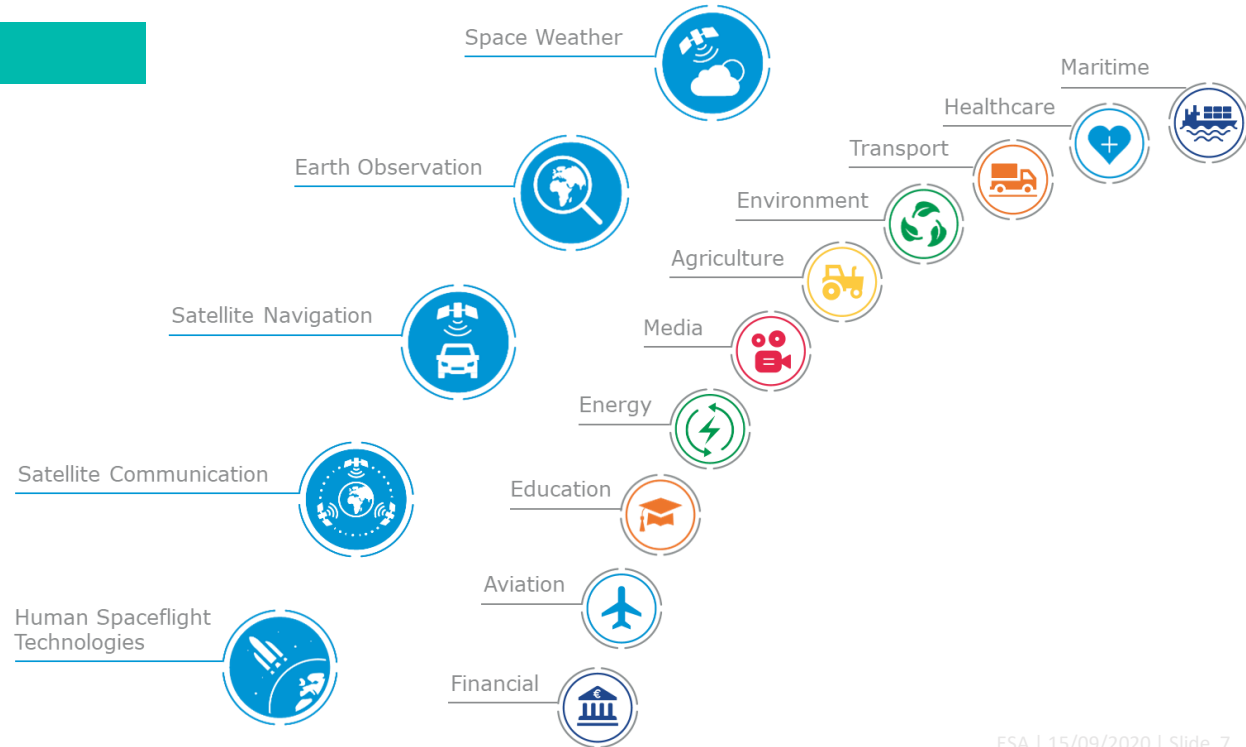 Space Weather
Maritime
Healthcare
Transport
Earth Observation
Environment
Agriculture
Satellite Navigation
Media
Energy
Satellite Communication
Education
Aviation
Human Spaceflight
Technologies
Financial
€
ESA | 15/09/2020 | Slide 7